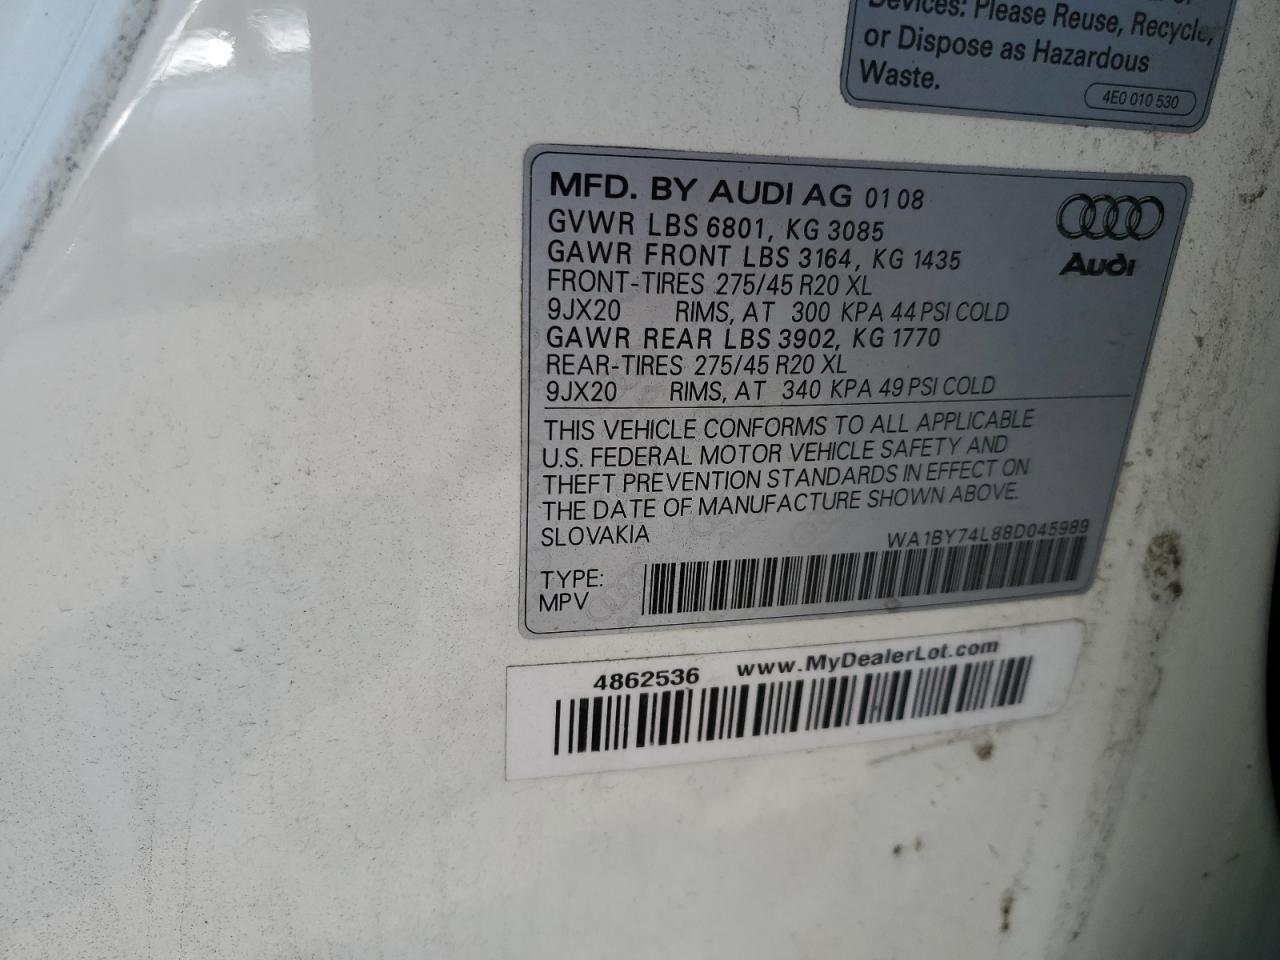 Devices: Please Reuse, Recycle,
or Dispose as Hazardous
Waste.
4E0 010 530
MFD. BY AUDI AG 01 08
GVWR LBS 6801, KG 3085
GAWR FRONT LBS 3164, KG 1435
FRONT-TIRES 275/45 R20 XL
9JX20 RIMS, AT 300 KPA 44 PSI COLD
GAWR REAR LBS 3902, KG 1770
REAR-TIRES 275/45 R20 XL
9JX20 RIMS, AT 340 KPA 49 PSI COLD
Audi
THIS VEHICLE CONFORMS TO ALL APPLICABLE
U.S. FEDERAL MOTOR VEHICLE SAFETY AND
THEFT PREVENTION STANDARDS IN EFFECT ON
THE DATE OF MANUFACTURE SHOWN ABOVE.
SLOVAKIA WA1BY74L88D045989
TYPE:
MPV
4862536 www.MyDealerLot.com